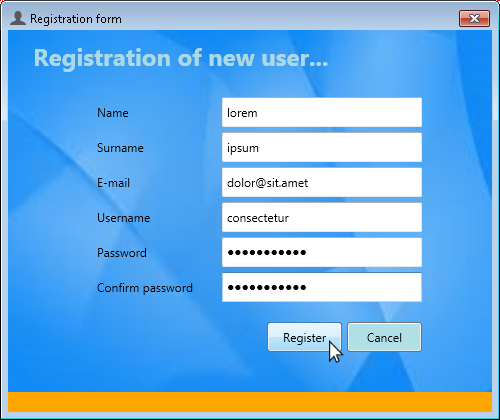 Registration form
Registration of new user...
Name lorem
Surname ipsum
E-mail dolor@sit.amet
Username consectetur
Password ●●●●●●●●●●●
Confirm password ●●●●●●●●●●●
Register Cancel